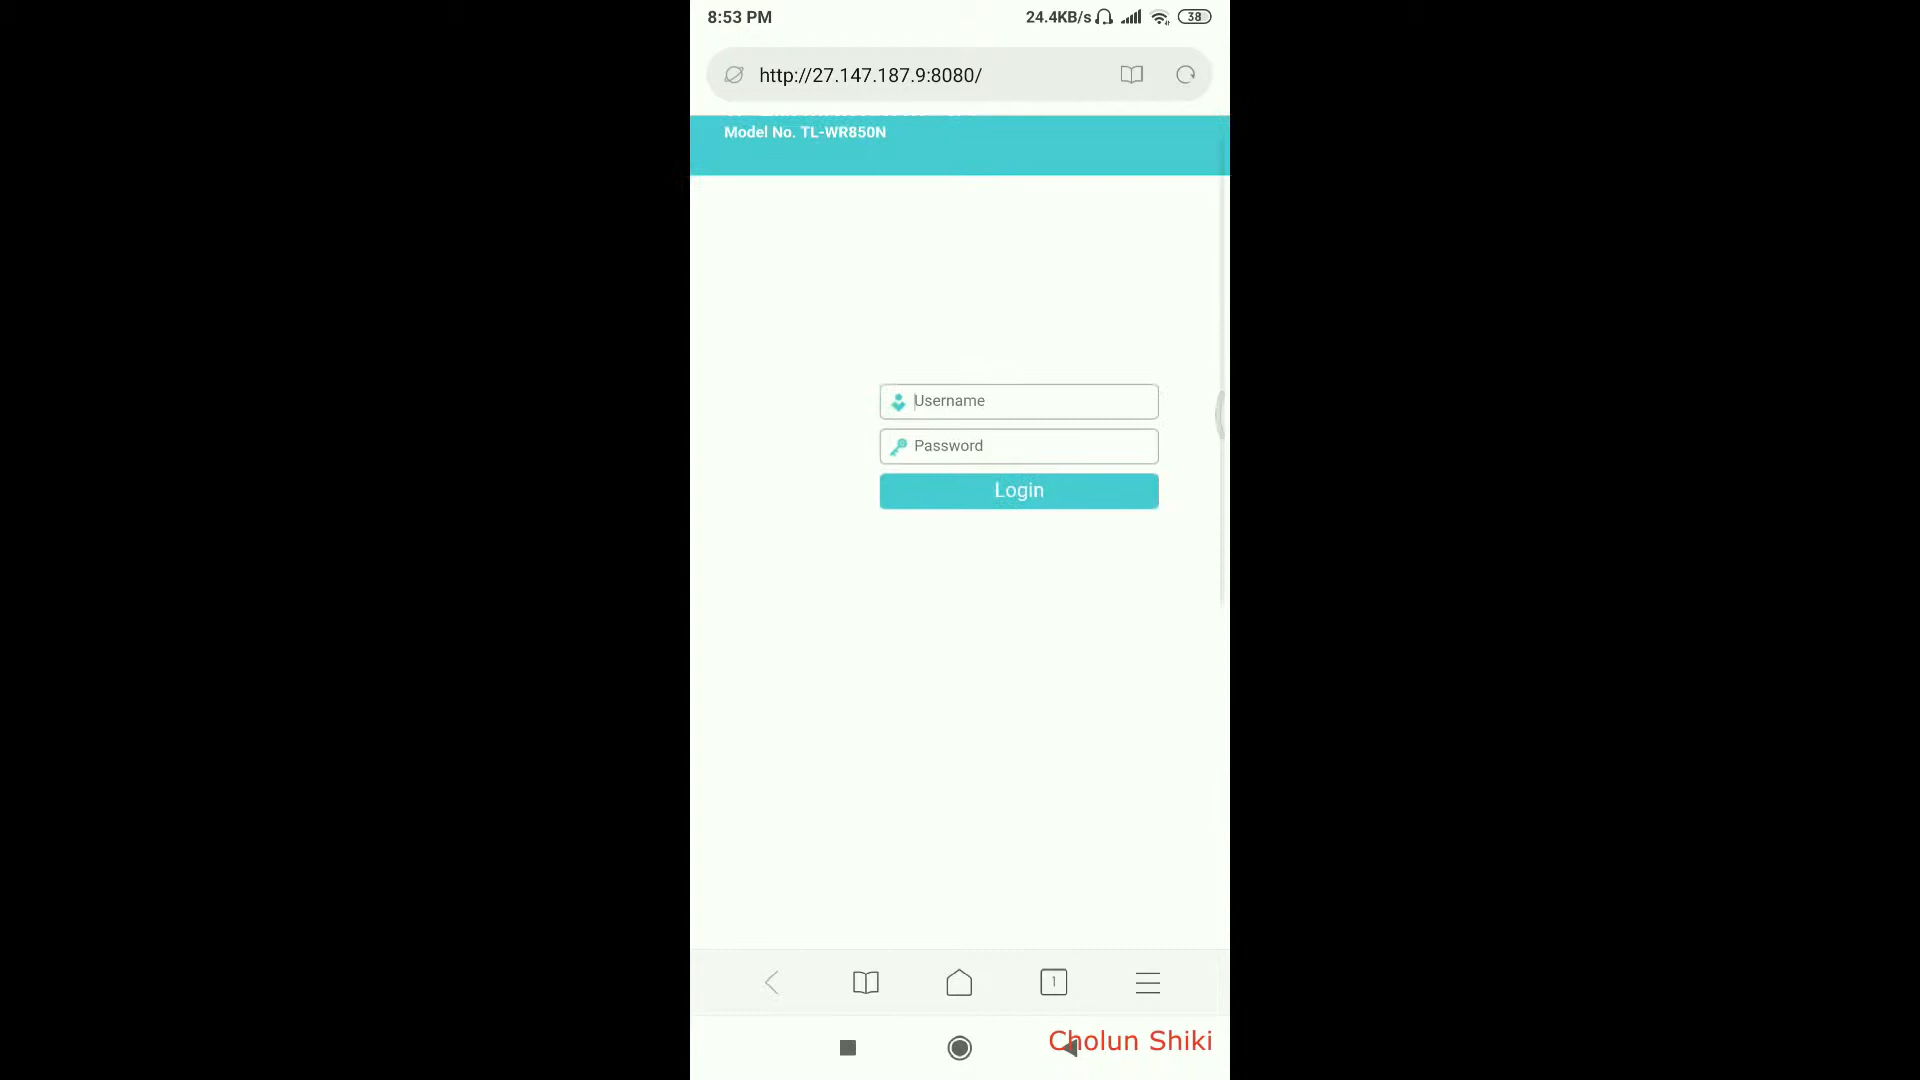 8:53 PM
24.4KB/s
38
http://27.147.187.9:8080/
Model No. TL-WR850N
Username
Password
Login
1
Cholun Shiki